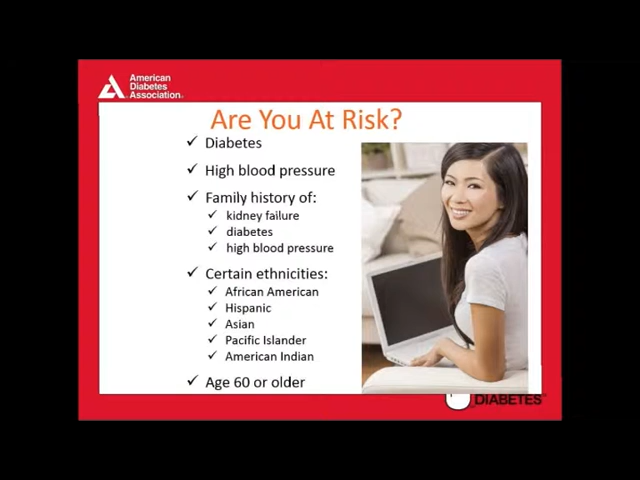 American
Diabetes
Association®
Are You At Risk?
✓ Diabetes
✓ High blood pressure
✓ Family history of:
✓ kidney failure
✓ diabetes
✓ high blood pressure
✓ Certain ethnicities:
✓ African American
✓ Hispanic
✓ Asian
✓ Pacific Islander
✓ American Indian
✓ Age 60 or older
DIABETES